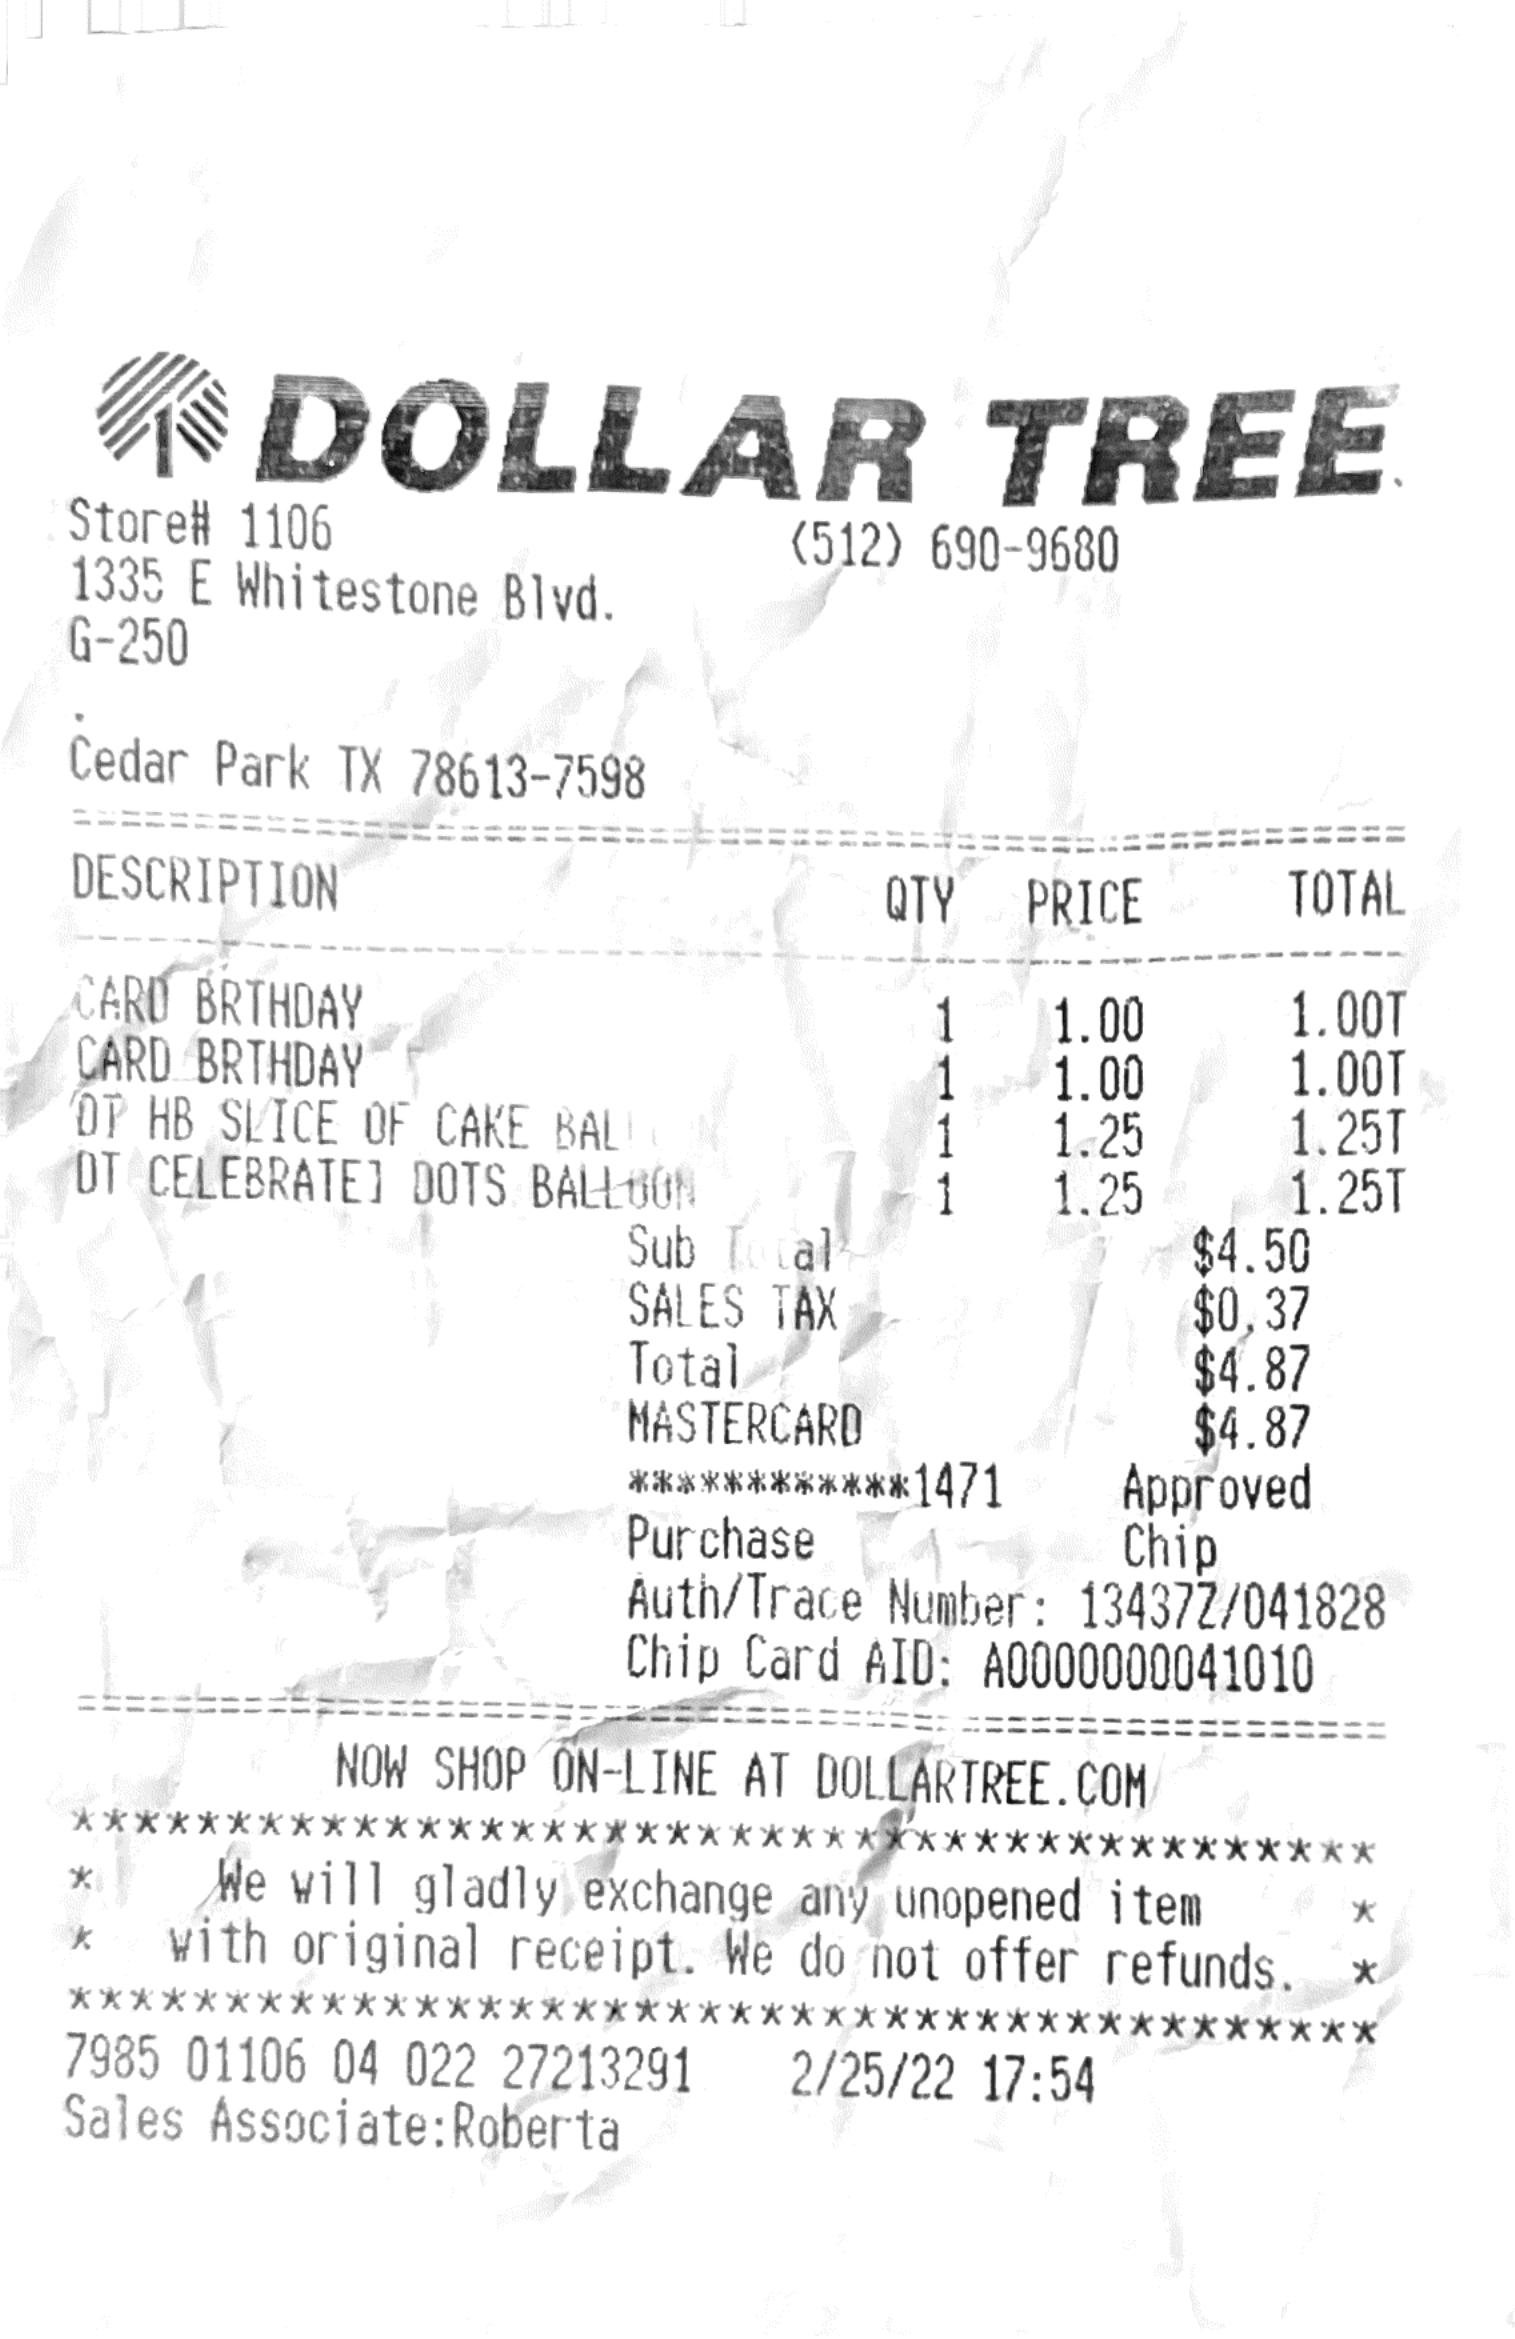 DOLLAR TREE
Store# 1106 (512) 690-9680
1335 E Whitestone Blvd.
G-250
.
Cedar Park TX 78613-7598
DESCRIPTION QTY PRICE TOTAL
CARD BRTHDAY 1 1.00 1.00T
CARD BRTHDAY 1 1.00 1.00T
DT HB SLICE OF CAKE BAL 1 1.25 1.25T
DT CELEBRATE] DOTS BALLOON 1 1.25 1.25T
Sub Total $4.50
SALES TAX $0.37
Total $4.87
MASTERCARD $4.87
************1471 Approved
Purchase Chip
Auth/Trace Number: 13437Z/041828
Chip Card AID: A0000000041010
NOW SHOP ON-LINE AT DOLLARTREE.COM
******************************************
* We will gladly exchange any unopened item *
* with original receipt. We do not offer refunds. *
******************************************
7985 01106 04 022 27213291 2/25/22 17:54
Sales Associate:Roberta